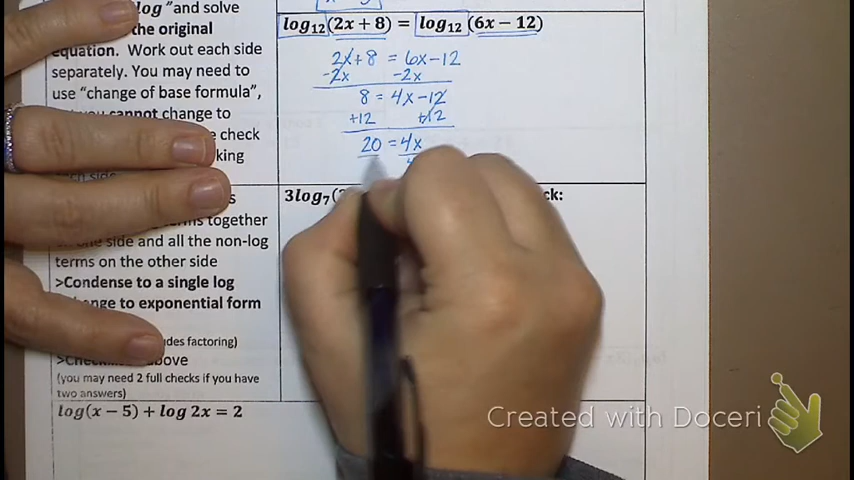 log" and solve
the original
equation. Work out each side
separately. You may need to
use "change of base formula",
cannot change to
check
king
each side
log₁₂(2x + 8) = log₁₂(6x − 12)
2x+8 = 6x-12
-2x -2x
8 = 4x-12
+12 +12
20 = 4x
4
3log₇(
ck:
terms together
one side and all the non-log
terms on the other side
>Condense to a single log
change to exponential form
des factoring)
above
(you may need 2 full checks if you have
two answers)
log(x − 5) + log 2x = 2
Created with Doceri